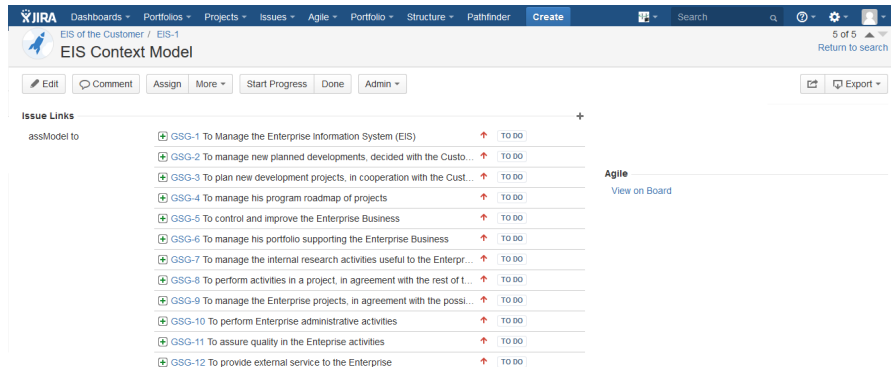 JIRA Dashboards Portfolios Projects Issues Agile Portfolio Structure Pathfinder Create Search
EIS of the Customer / EIS-1
5 of 5
EIS Context Model
Return to search
Edit Comment Assign More Start Progress Done Admin Export
Issue Links
assModel to
GSG-1 To Manage the Enterprise Information System (EIS) TO DO
GSG-2 To manage new planned developments, decided with the Custo... TO DO
GSG-3 To plan new development projects, in cooperation with the Cust... TO DO
Agile
GSG-4 To manage his program roadmap of projects TO DO
View on Board
GSG-5 To control and improve the Enterprise Business TO DO
GSG-6 To manage his portfolio supporting the Enterprise Business TO DO
GSG-7 To manage the internal research activities useful to the Enterpr... TO DO
GSG-8 To perform activities in a project, in agreement with the rest of t... TO DO
GSG-9 To manage the Enterprise projects, in agreement with the possi... TO DO
GSG-10 To perform Enterprise administrative activities TO DO
GSG-11 To assure quality in the Enteprise activities TO DO
GSG-12 To provide external service to the Enterprise TO DO